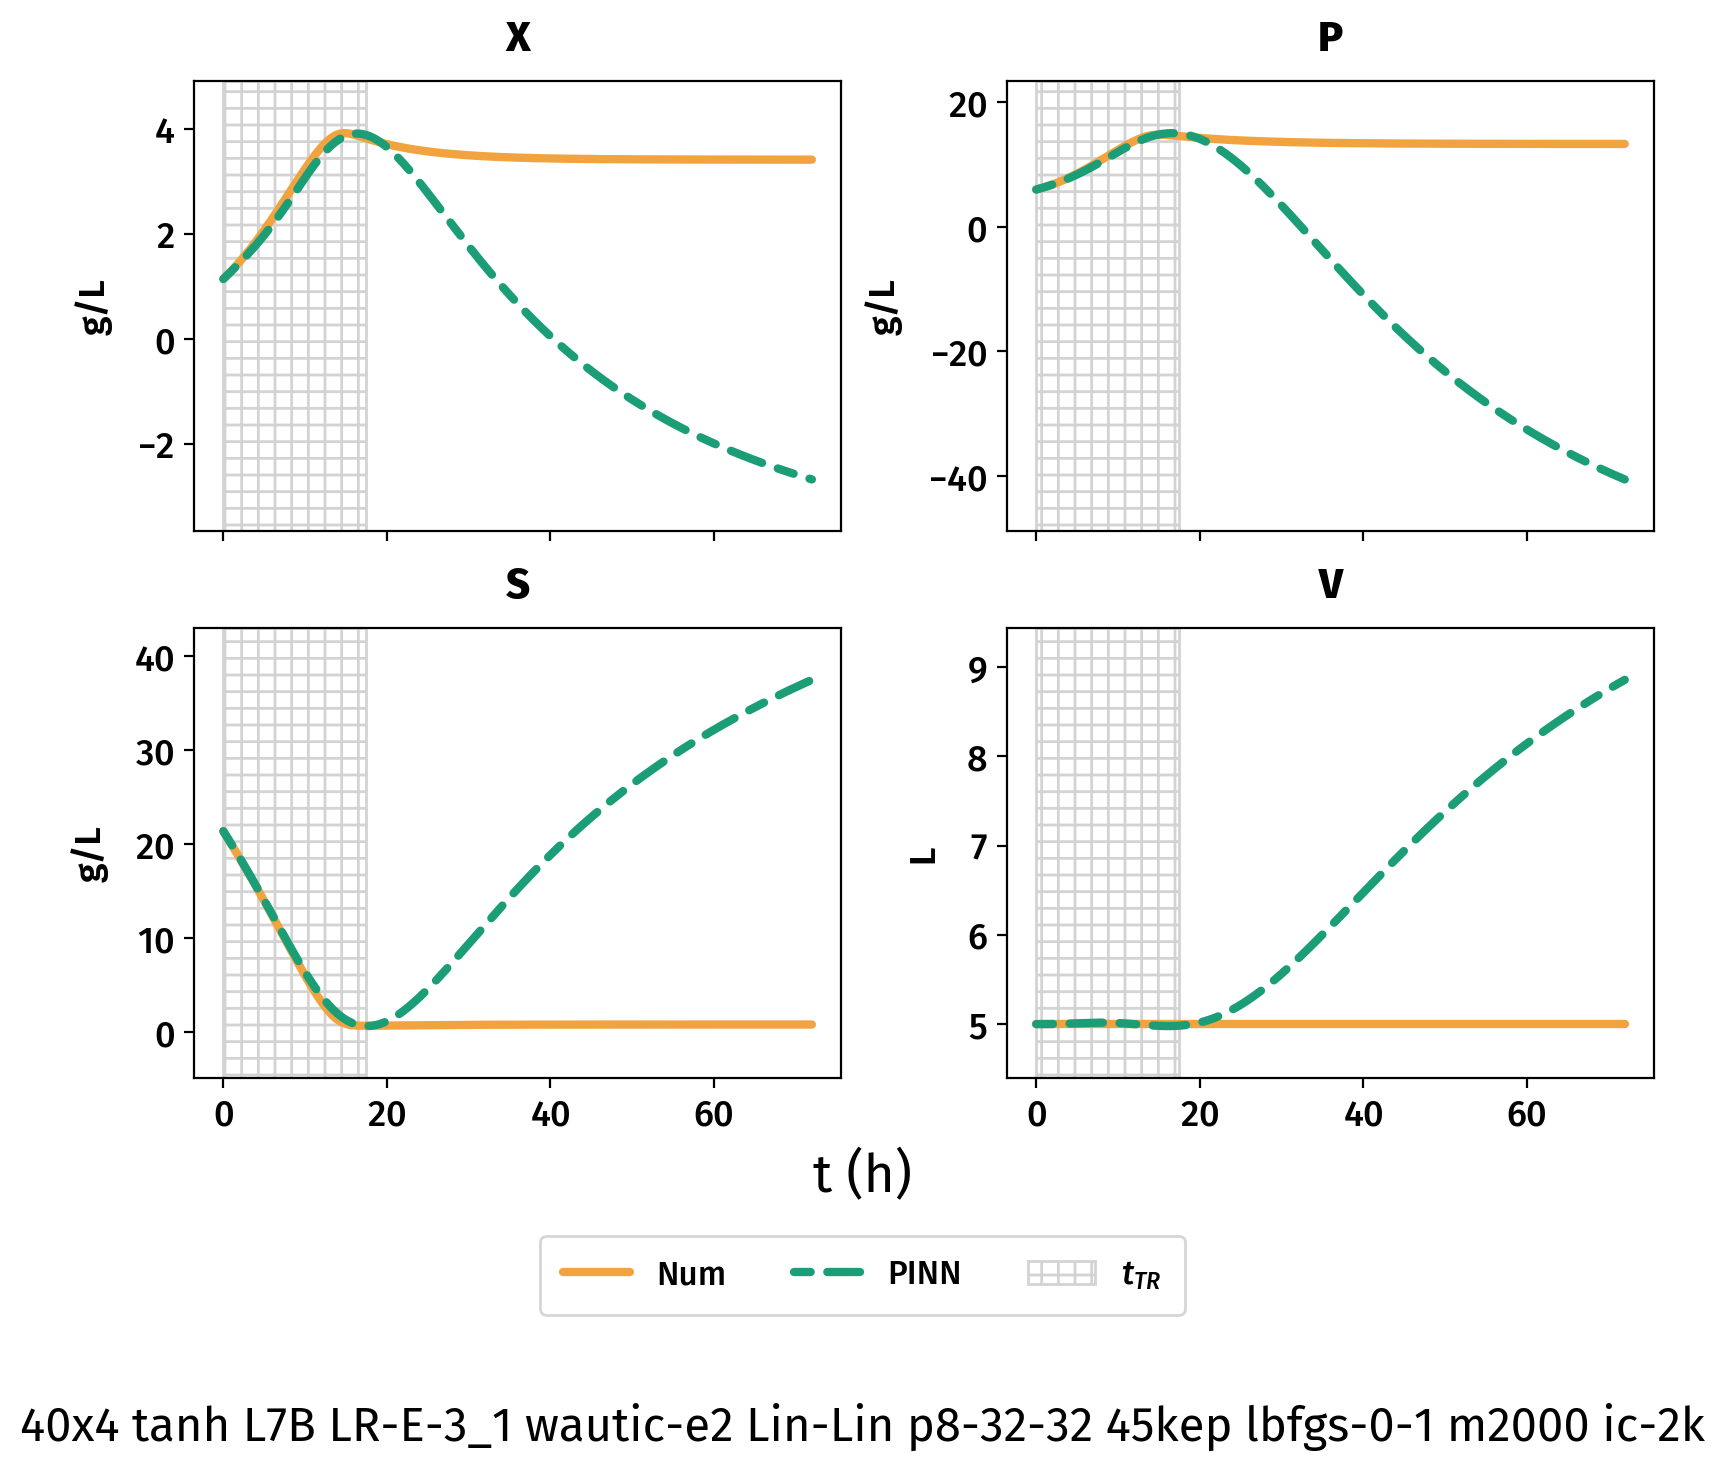 X
P
4
2
0
−2
g/L
20
0
−20
−40
g/L
S
V
40
30
20
10
0
g/L
9
8
7
6
5
L
0 20 40 60
0 20 40 60
t (h)
Num PINN t_TR
40x4 tanh L7B LR-E-3_1 wautic-e2 Lin-Lin p8-32-32 45kep lbfgs-0-1 m2000 ic-2k